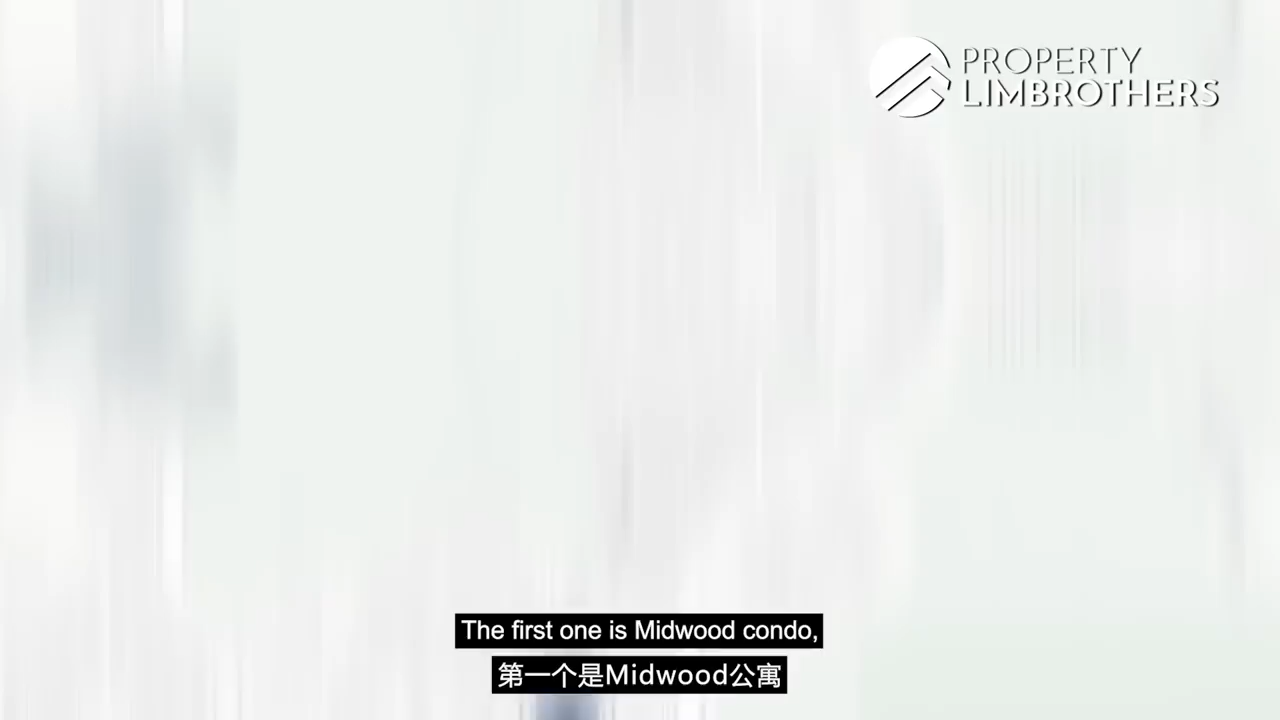 PROPERTY
LIMBROTHERS
The first one is Midwood condo,
第一个是Midwood公寓